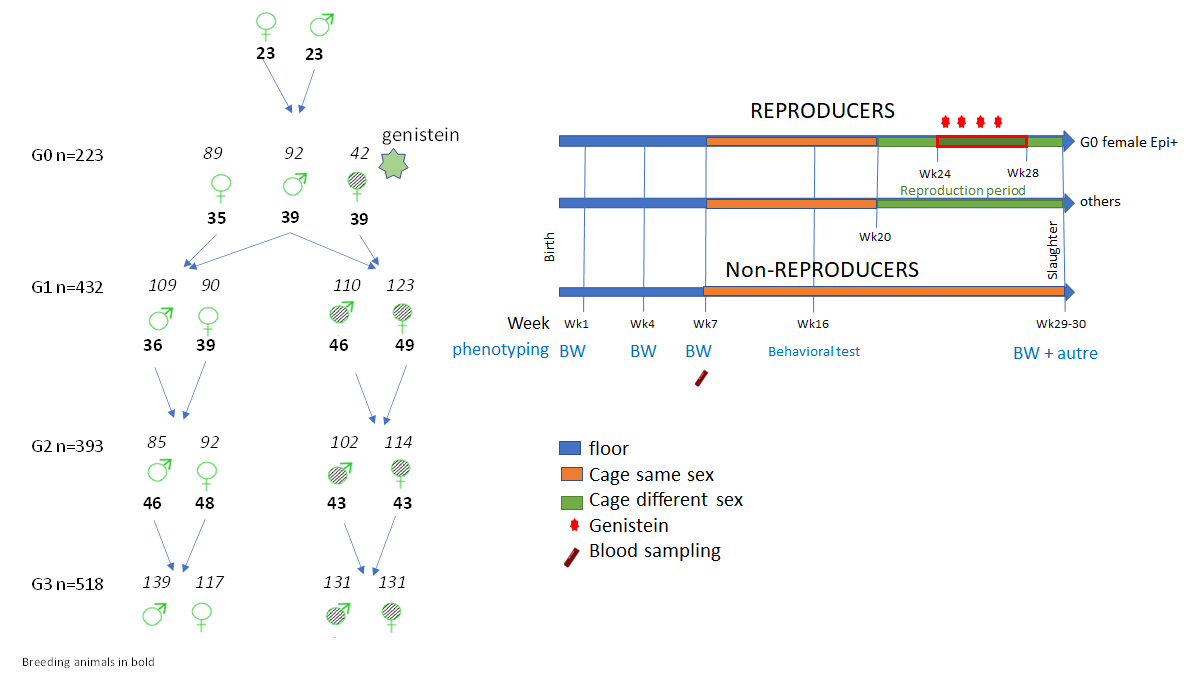 23 23
genistein
G0 n=223 89 92 42
35 39 39
G1 n=432 109 90 110 123
36 39 46 49
G2 n=393 85 92 102 114
46 48 43 43
G3 n=518 139 117 131 131
Breeding animals in bold
REPRODUCERS
G0 female Epi+
Wk24 Wk28
Reproduction period
others
Wk20
Birth
Slaughter
Non-REPRODUCERS
Week Wk1 Wk4 Wk7 Wk16 Wk29-30
phenotyping BW BW BW Behavioral test BW + autre
floor
Cage same sex
Cage different sex
Genistein
Blood sampling